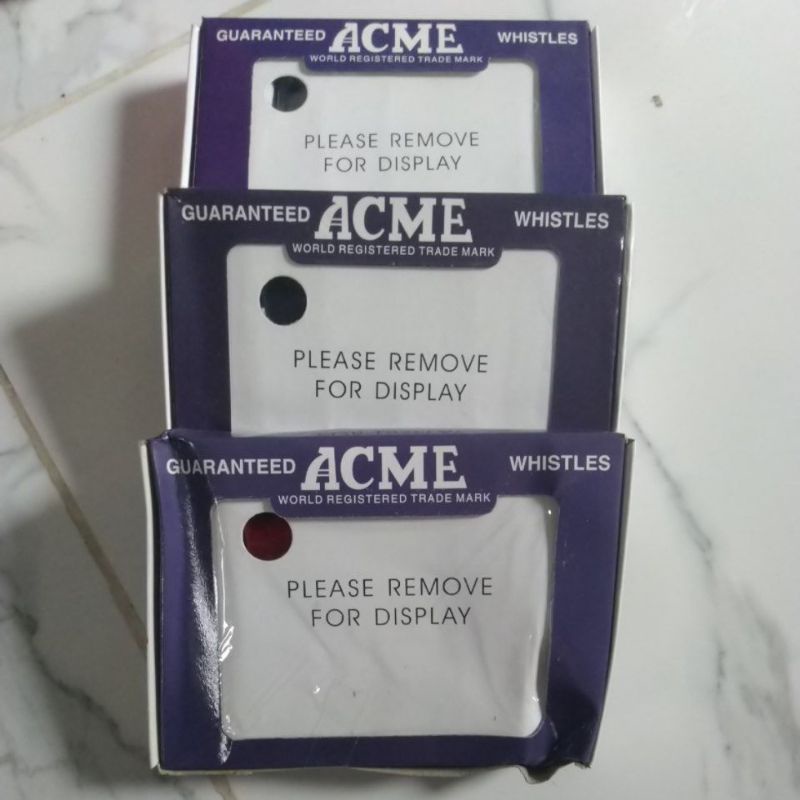 GUARANTEED ACME WHISTLES
WORLD REGISTERED TRADE MARK
PLEASE REMOVE
FOR DISPLAY
GUARANTEED ACME WHISTLES
WORLD REGISTERED TRADE MARK
PLEASE REMOVE
FOR DISPLAY
GUARANTEED ACME WHISTLES
WORLD REGISTERED TRADE MARK
PLEASE REMOVE
FOR DISPLAY